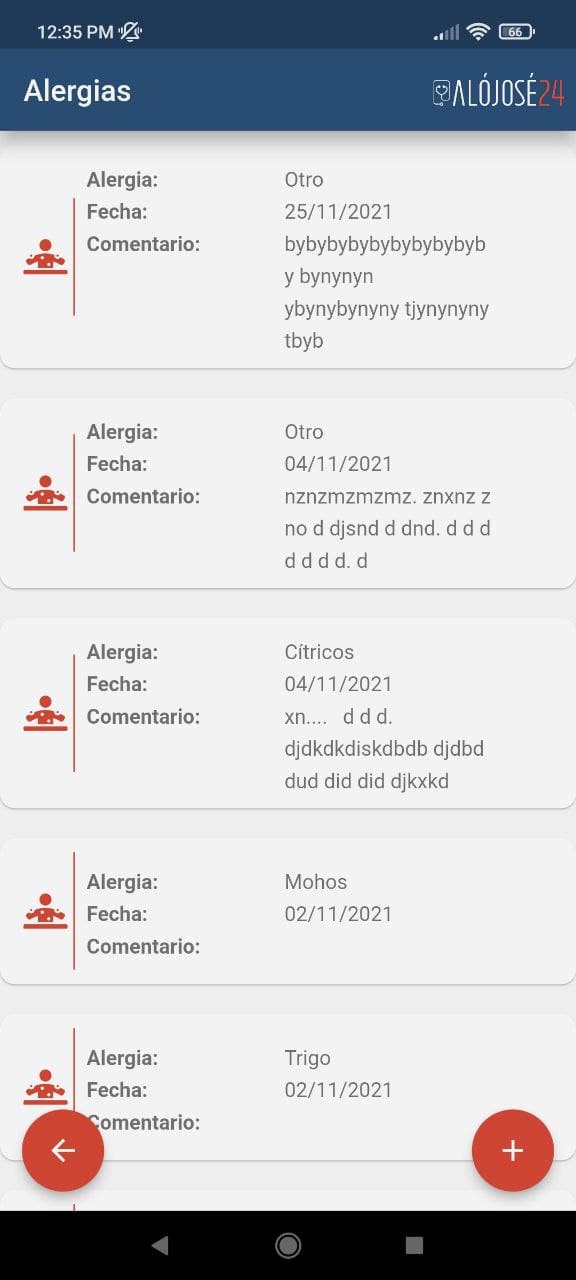 12:35 PM
66
Alergias
ALÓJOSÉ24
Alergia: Otro
Fecha: 25/11/2021
Comentario: bybybybybybybybybyb
y bynynyn
ybynybynyny tjynynyny
tbyb
Alergia: Otro
Fecha: 04/11/2021
Comentario: nznzmzmzmz. znxnz z
no d djsnd d dnd. d d d
d d d d. d
Alergia: Cítricos
Fecha: 04/11/2021
Comentario: xn.... d d d.
djdkdkdiskdbdb djdbd
dud did did djkxkd
Alergia: Mohos
Fecha: 02/11/2021
Comentario:
Alergia: Trigo
Fecha: 02/11/2021
Comentario: